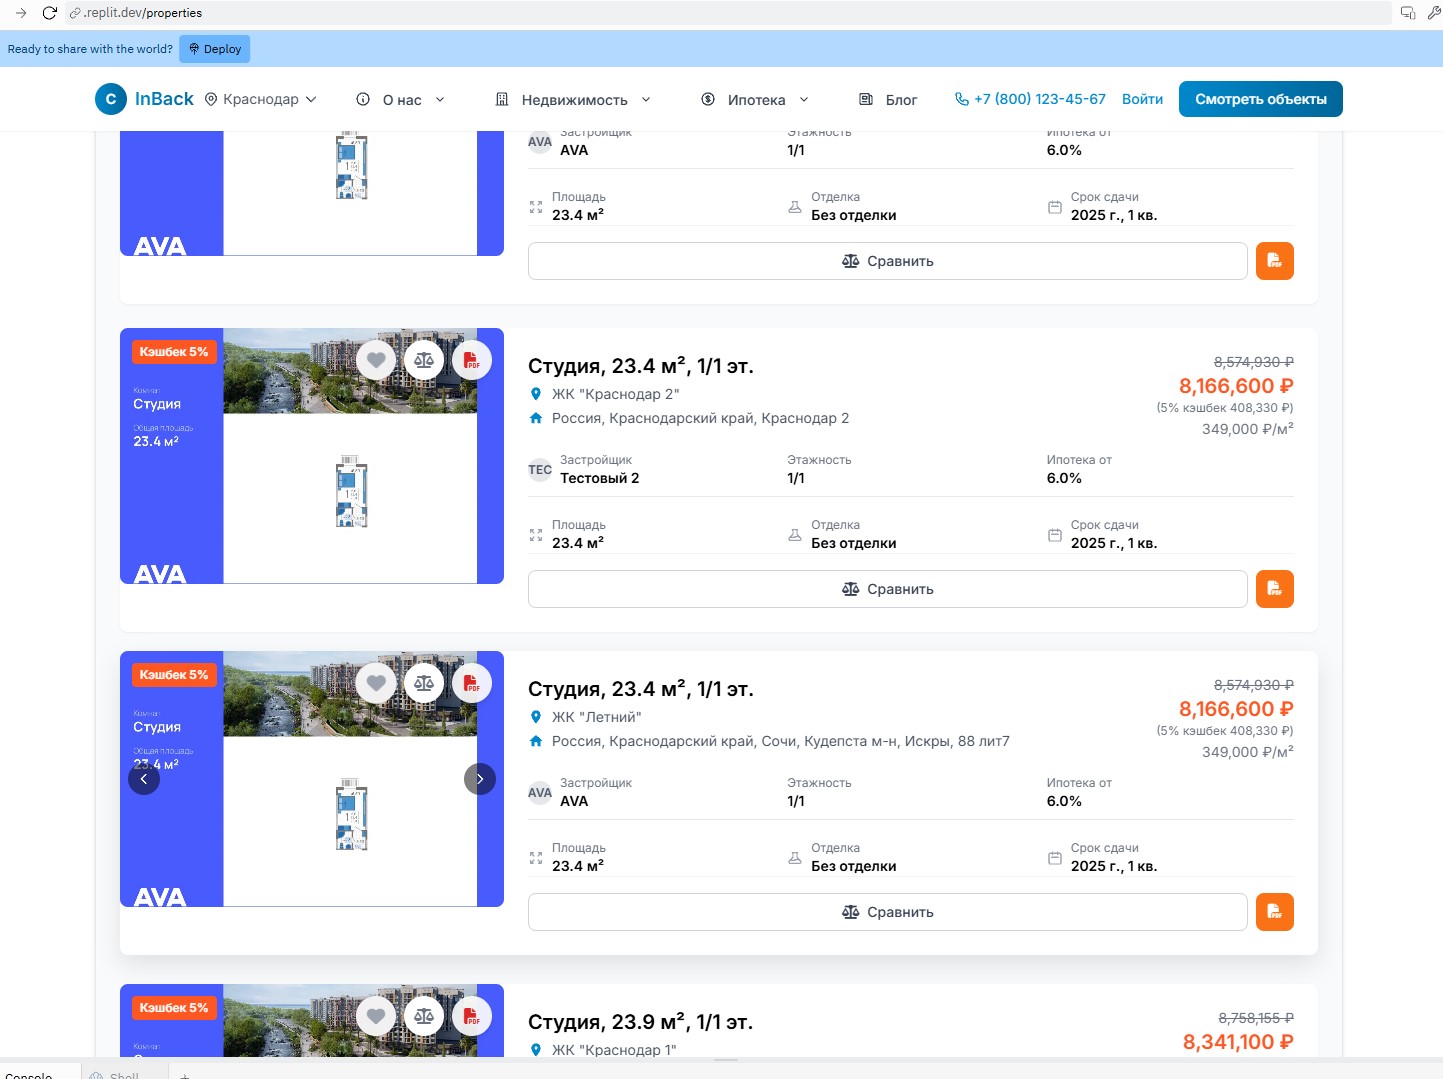 .replit.dev/properties
Ready to share with the world? Deploy
C InBack Краснодар О нас Недвижимость Ипотека Блог +7 (800) 123-45-67 Войти Смотреть объекты
AVA
AVA
Застройщик
AVA
Этажность
1/1
Ипотека от
6.0%
Площадь
23.4 м²
Отделка
Без отделки
Срок сдачи
2025 г., 1 кв.
Сравнить
PDF
Кэшбек 5%
PDF
Комнат
Студия
Общая площадь
23.4 м²
1
AVA
Студия, 23.4 м², 1/1 эт.
ЖК "Краснодар 2"
Россия, Краснодарский край, Краснодар 2
8,574,930 ₽
8,166,600 ₽
(5% кэшбек 408,330 ₽)
349,000 ₽/м²
TEC
Застройщик
Тестовый 2
Этажность
1/1
Ипотека от
6.0%
Площадь
23.4 м²
Отделка
Без отделки
Срок сдачи
2025 г., 1 кв.
Сравнить
PDF
Кэшбек 5%
PDF
Комнат
Студия
Общая площадь
23.4 м²
1
AVA
Студия, 23.4 м², 1/1 эт.
ЖК "Летний"
Россия, Краснодарский край, Сочи, Кудепста м-н, Искры, 88 лит7
8,574,930 ₽
8,166,600 ₽
(5% кэшбек 408,330 ₽)
349,000 ₽/м²
AVA
Застройщик
AVA
Этажность
1/1
Ипотека от
6.0%
Площадь
23.4 м²
Отделка
Без отделки
Срок сдачи
2025 г., 1 кв.
Сравнить
PDF
Кэшбек 5%
PDF
Комнат
Студия, 23.9 м², 1/1 эт.
ЖК "Краснодар 1"
8,758,155 ₽
8,341,100 ₽
Console Shell +